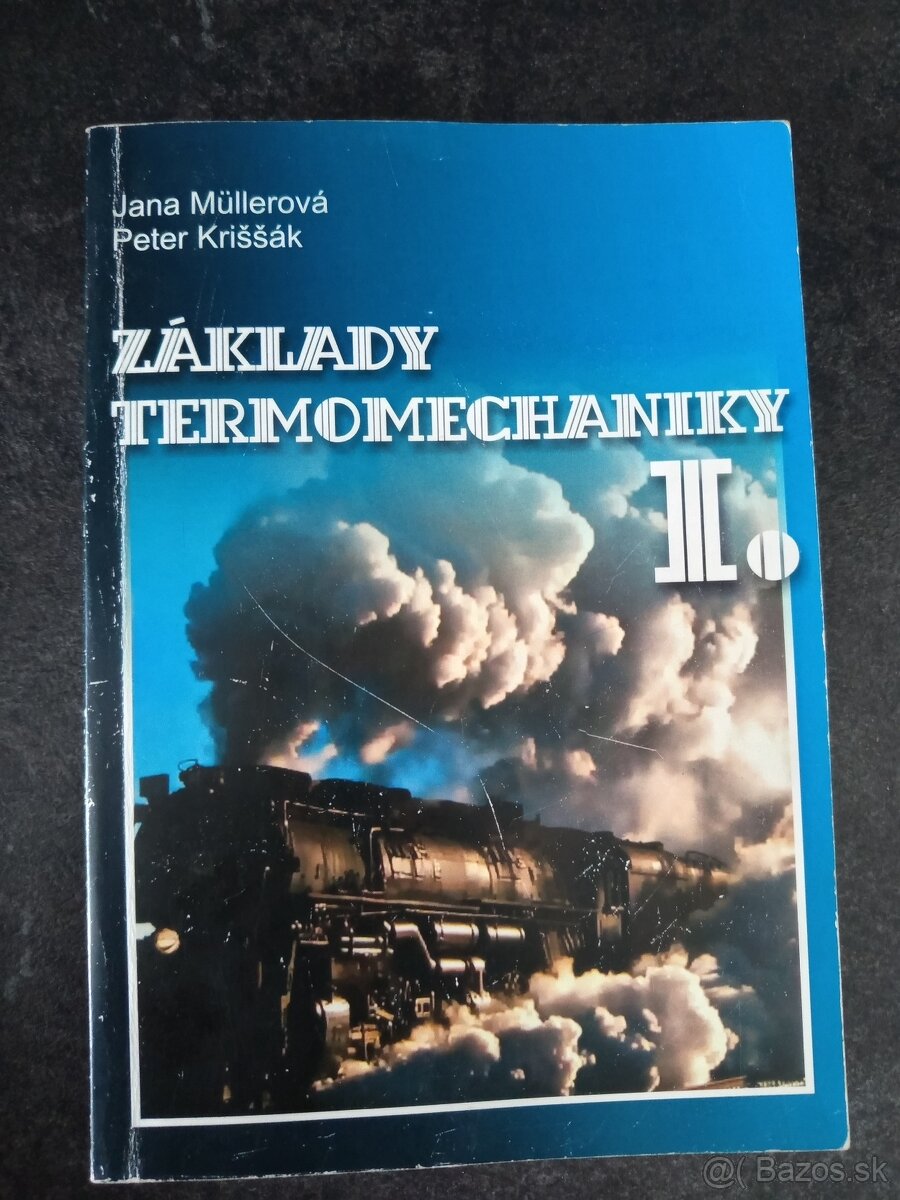 Jana Müllerová
Peter Kriššák
ZÁKLADY
TERMOMECHANIKY
I.
@( Bazos.sk